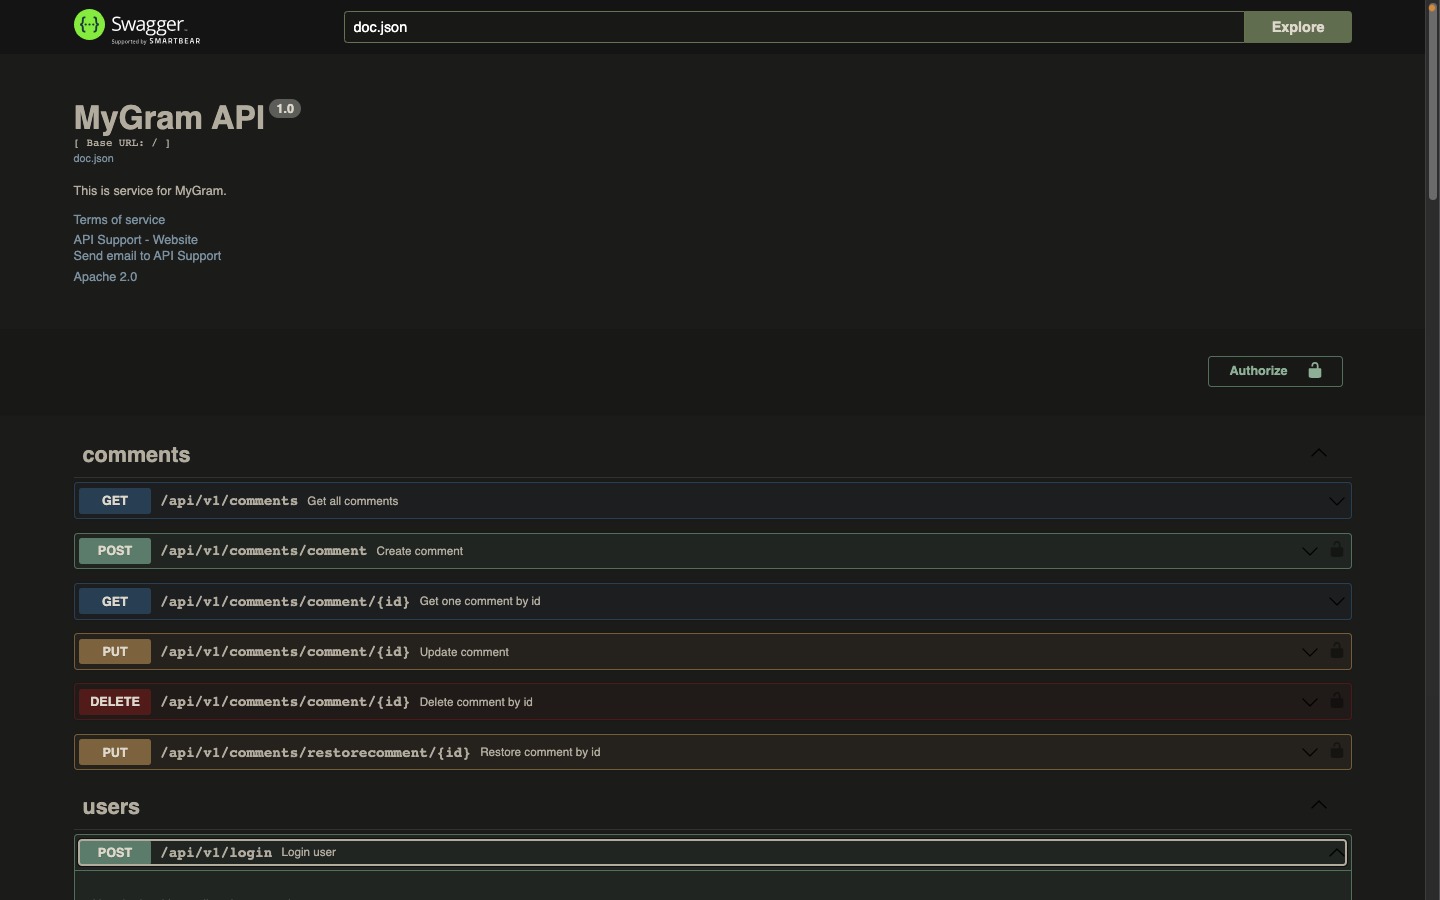 Swagger
Supported by SMARTBEAR
doc.json
Explore
MyGram API 1.0
[ Base URL: / ]
doc.json
This is service for MyGram.
Terms of service
API Support - Website
Send email to API Support
Apache 2.0
Authorize
comments
GET /api/v1/comments Get all comments
POST /api/v1/comments/comment Create comment
GET /api/v1/comments/comment/{id} Get one comment by id
PUT /api/v1/comments/comment/{id} Update comment
DELETE /api/v1/comments/comment/{id} Delete comment by id
PUT /api/v1/comments/restorecomment/{id} Restore comment by id
users
POST /api/v1/login Login user